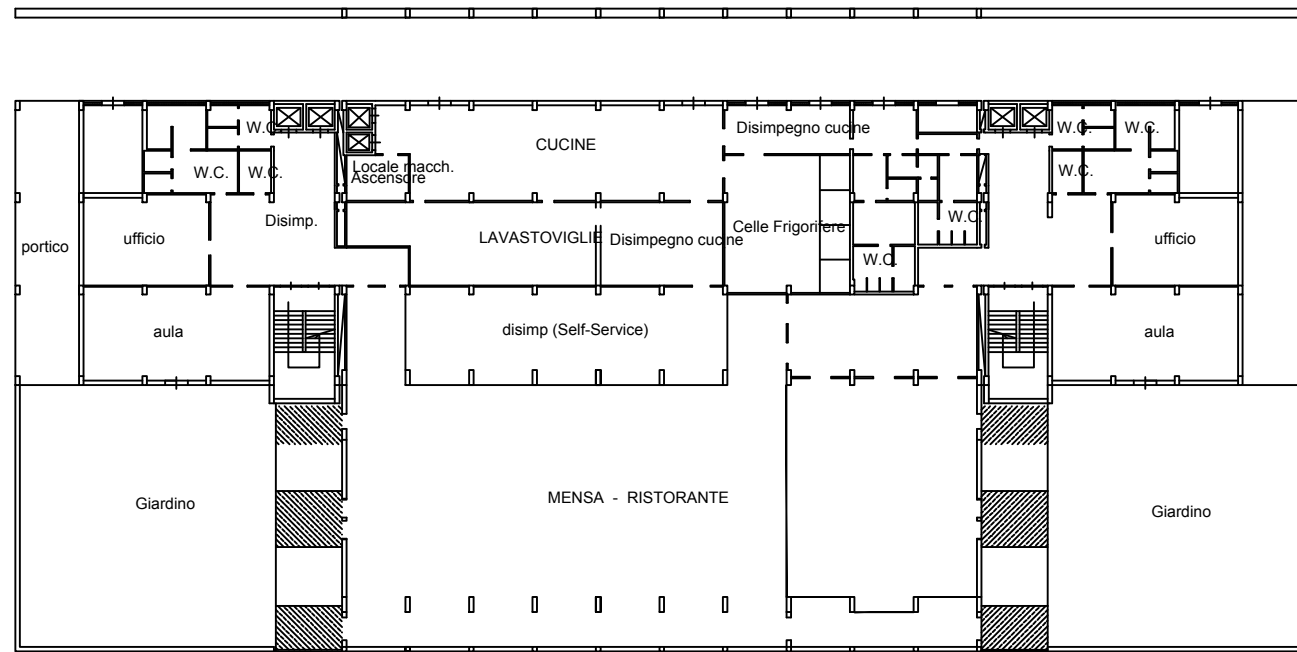 Disimpegno cucine
W.C.
W.C.
W.C.
CUCINE
Locale macch.
Ascensore
W.C.
W.C.
W.C.
Disimp.
W.C.
portico
ufficio
LAVASTOVIGLIE
Disimpegno cucine
Celle Frigorifere
ufficio
W.C.
aula
disimp (Self-Service)
aula
MENSA - RISTORANTE
Giardino
Giardino